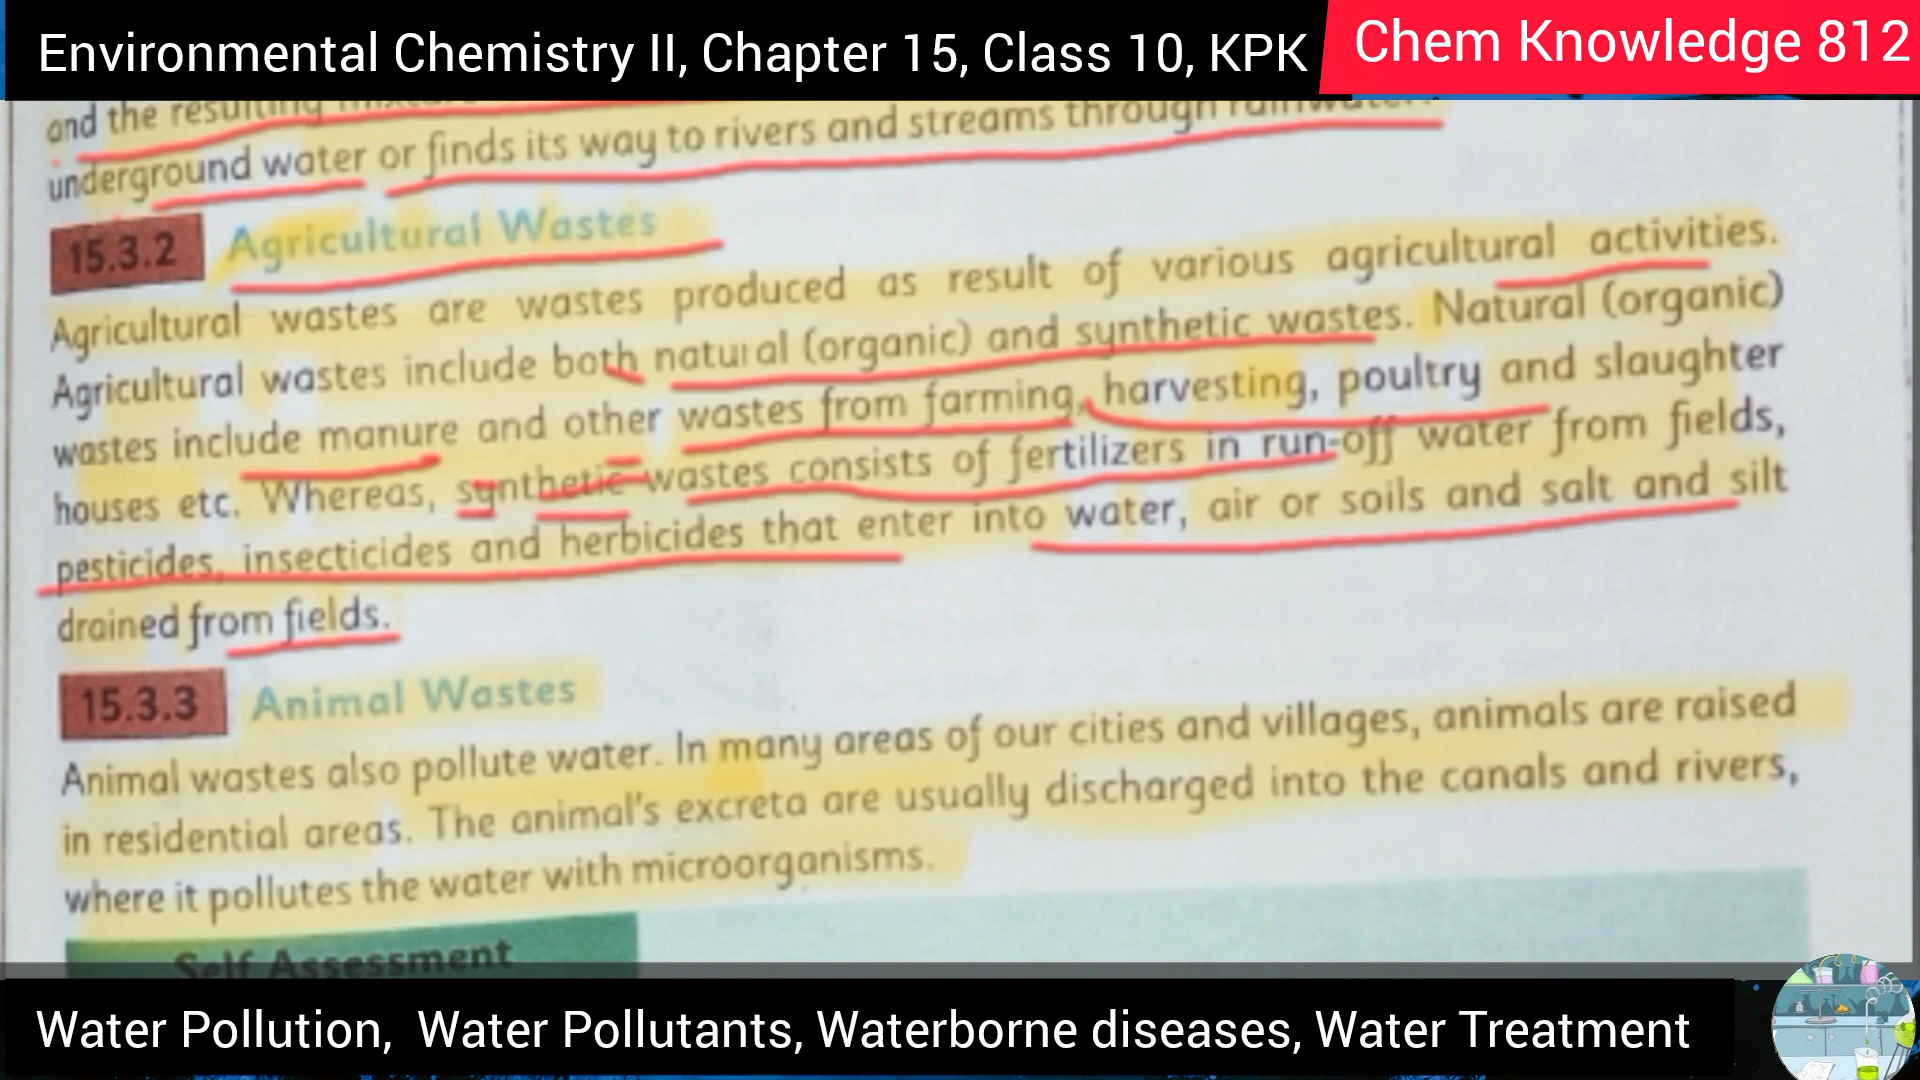 Environmental Chemistry II, Chapter 15, Class 10, KPK
Chem Knowledge 812
and the resulting mixture
underground water or finds its way to rivers and streams through rainwater.
15.3.2 Agricultural Wastes
Agricultural wastes are wastes produced as result of various agricultural activities.
Agricultural wastes include both natural (organic) and synthetic wastes. Natural (organic)
wastes include manure and other wastes from farming, harvesting, poultry and slaughter
houses etc. Whereas, synthetic wastes consists of fertilizers in run-off water from fields,
pesticides, insecticides and herbicides that enter into water, air or soils and salt and silt
drained from fields.
15.3.3 Animal Wastes
Animal wastes also pollute water. In many areas of our cities and villages, animals are raised
in residential areas. The animal's excreta are usually discharged into the canals and rivers,
where it pollutes the water with microorganisms.
Self Assessment
Water Pollution, Water Pollutants, Waterborne diseases, Water Treatment